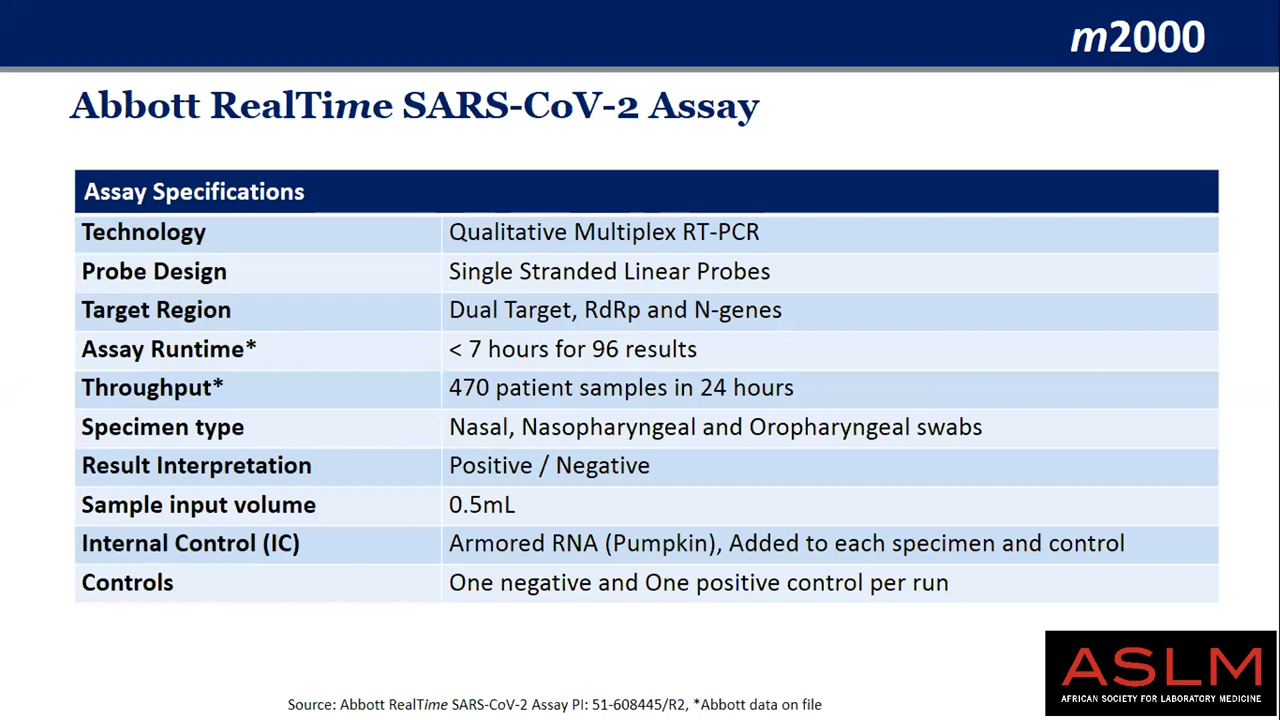 m2000
Abbott RealTime SARS-CoV-2 Assay
Assay Specifications
Technology Qualitative Multiplex RT-PCR
Probe Design Single Stranded Linear Probes
Target Region Dual Target, RdRp and N-genes
Assay Runtime* < 7 hours for 96 results
Throughput* 470 patient samples in 24 hours
Specimen type Nasal, Nasopharyngeal and Oropharyngeal swabs
Result Interpretation Positive / Negative
Sample input volume 0.5mL
Internal Control (IC) Armored RNA (Pumpkin), Added to each specimen and control
Controls One negative and One positive control per run
ASLM
AFRICAN SOCIETY FOR LABORATORY MEDICINE
Source: Abbott RealTime SARS-CoV-2 Assay PI: 51-608445/R2, *Abbott data on file